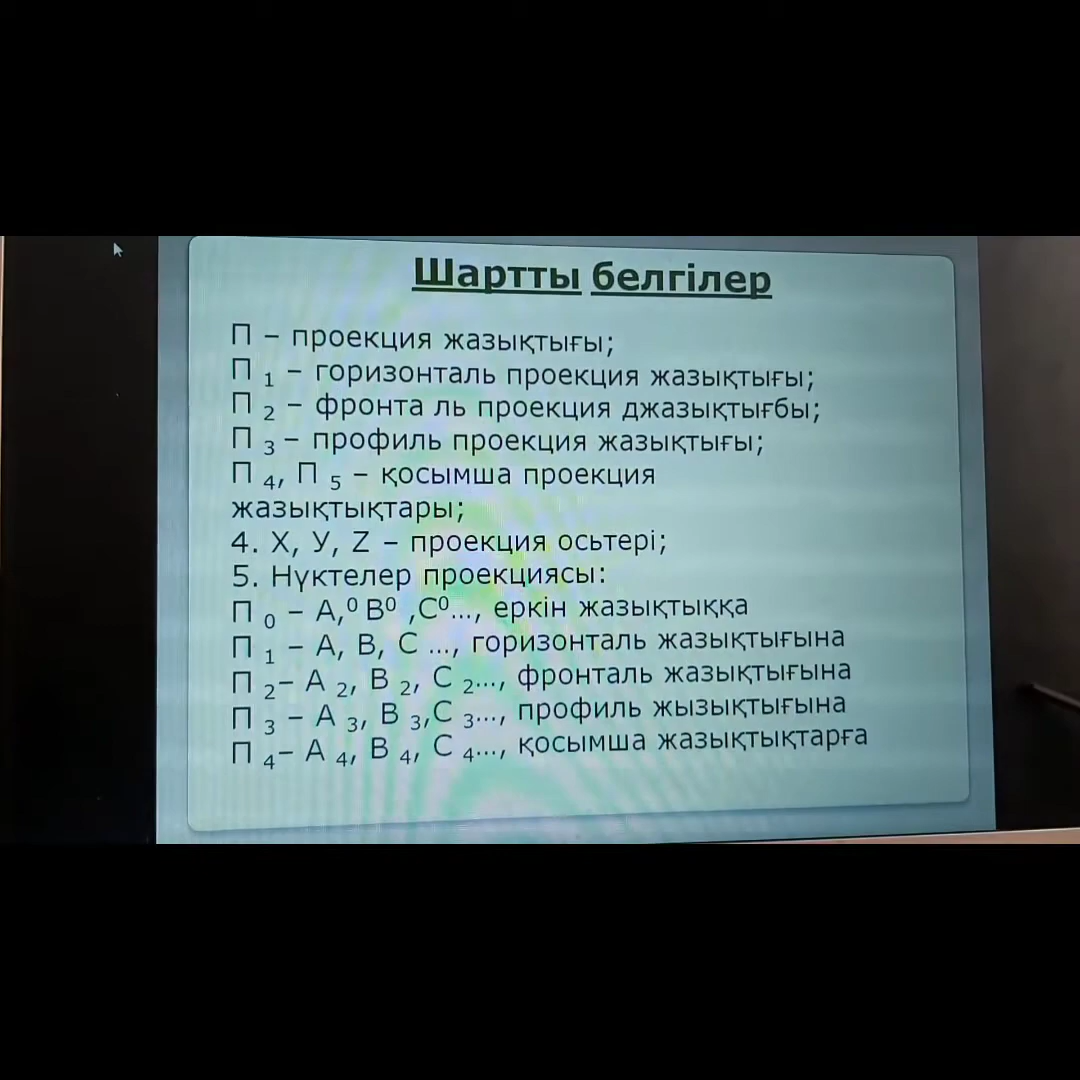 Шартты белгілер
П – проекция жазықтығы;
П 1 – горизонталь проекция жазықтығы;
П 2 – фронта ль проекция джазықтығбы;
П 3 – профиль проекция жазықтығы;
П 4, П 5 – қосымша проекция
жазықтықтары;
4. Х, У, Z – проекция осьтері;
5. Нүктелер проекциясы:
П 0 – А,⁰ В⁰ ,С⁰..., еркін жазықтыққа
П 1 – А, В, С ..., горизонталь жазықтығына
П 2– А 2, В 2, С 2..., фронталь жазықтығына
П 3 – А 3, В 3,С 3..., профиль жызықтығына
П 4– А 4, В 4, С 4..., қосымша жазықтықтарға